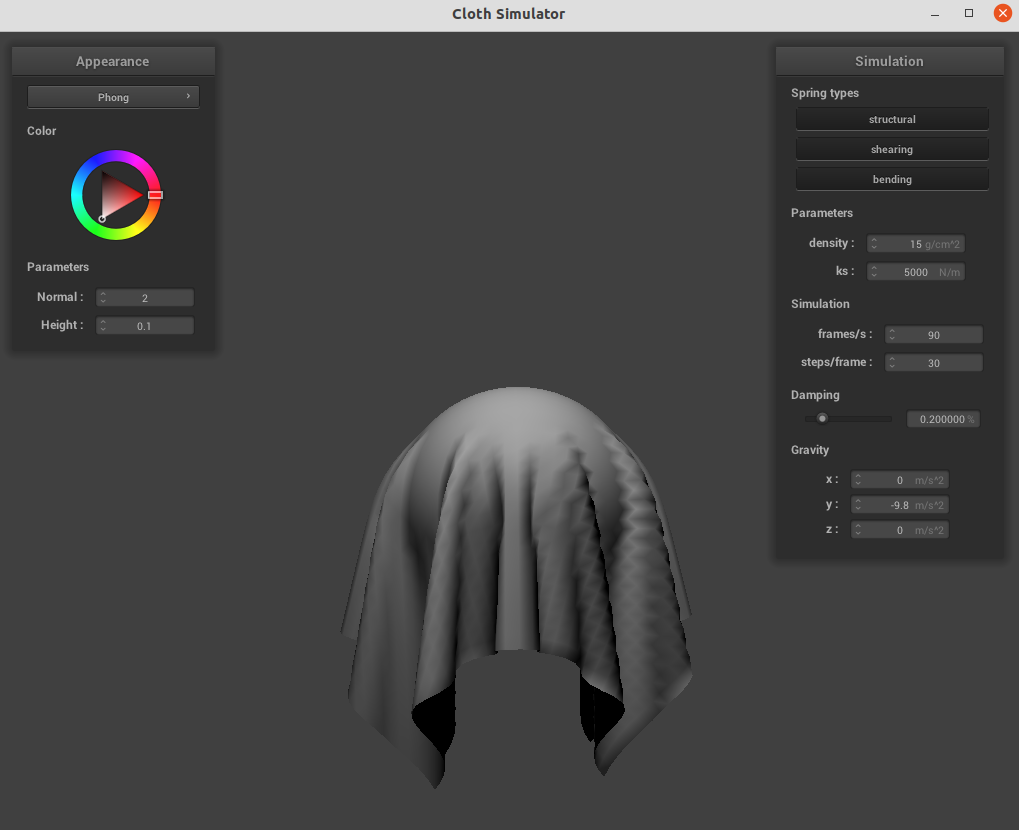 Cloth Simulator
Appearance
Phong ›
Color
Parameters
Normal : 2
Height : 0.1
Simulation
Spring types
structural
shearing
bending
Parameters
density : 15 g/cm^2
ks : 5000 N/m
Simulation
frames/s : 90
steps/frame : 30
Damping
0.200000 %
Gravity
x : 0 m/s^2
y : -9.8 m/s^2
z : 0 m/s^2